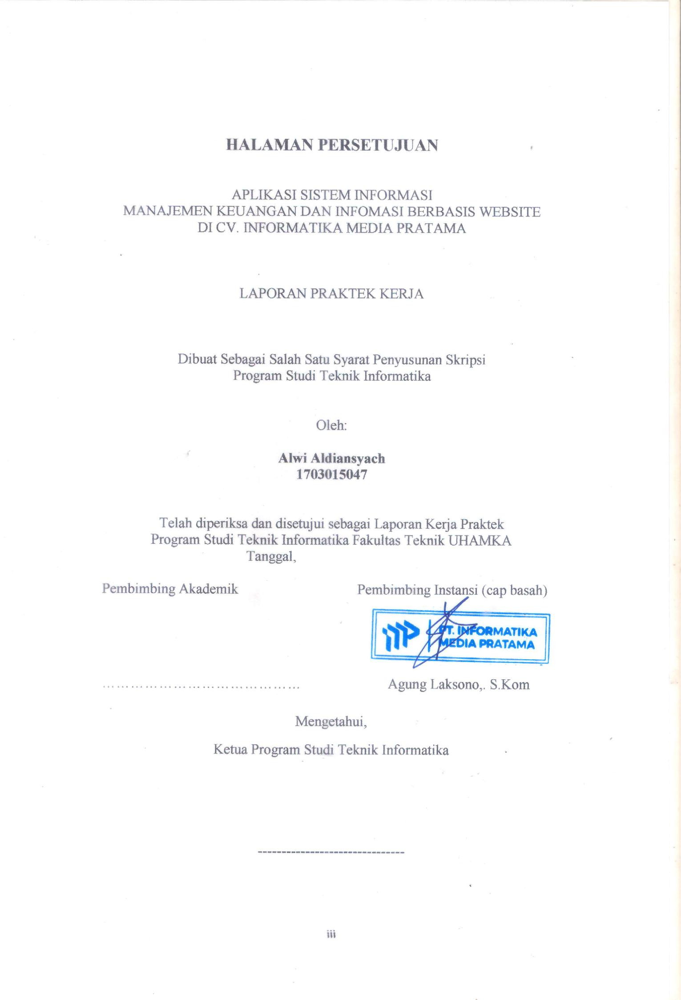 HALAMAN PERSETUJUAN
APLIKASI SISTEM INFORMASI
MANAJEMEN KEUANGAN DAN INFOMASI BERBASIS WEBSITE
DI CV. INFORMATIKA MEDIA PRATAMA
LAPORAN PRAKTEK KERJA
Dibuat Sebagai Salah Satu Syarat Penyusunan Skripsi
Program Studi Teknik Informatika
Oleh:
Alwi Aldiansyach
1703015047
Telah diperiksa dan disetujui sebagai Laporan Kerja Praktek
Program Studi Teknik Informatika Fakultas Teknik UHAMKA
Tanggal,
Pembimbing Akademik
Pembimbing Instansi (cap basah)
PT. INFORMATIKA
MEDIA PRATAMA
..........................................
Agung Laksono,. S.Kom
Mengetahui,
Ketua Program Studi Teknik Informatika
-------------------------------
iii